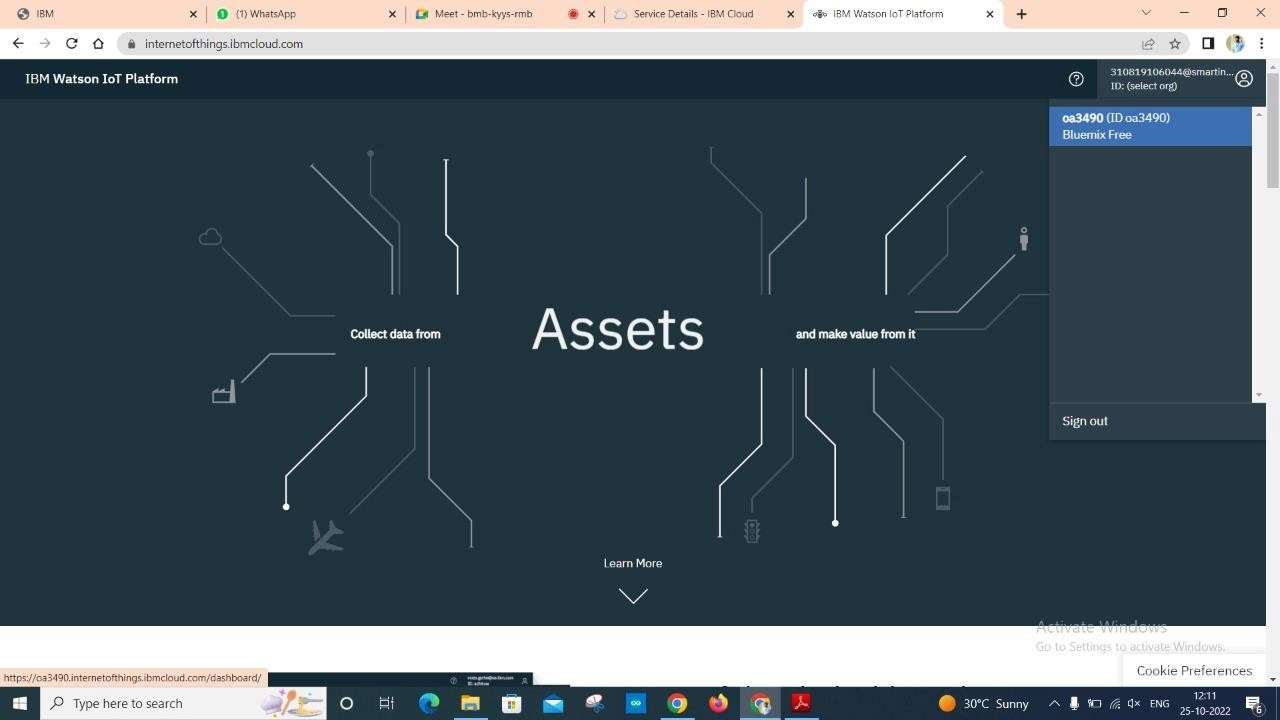 IBM
(1) WhatsApp
Meet - bmb-kyys-rmb
Service Details - IBM Cloud
IBM Watson IoT Platform
internetofthings.ibmcloud.com
IBM Watson IoT Platform
310819106044@smartin...
ID: (select org)
oa3490 (ID oa3490)
Bluemix Free
Sign out
Collect data from
Assets
and make value from it
Learn More
Activate Windows
Go to Settings to activate Windows.
Cookie Preferences
https://oa3490.internetofthings.ibmcloud.com/dashboard/
Type here to search
30°C Sunny
ENG
12:11
25-10-2022
6